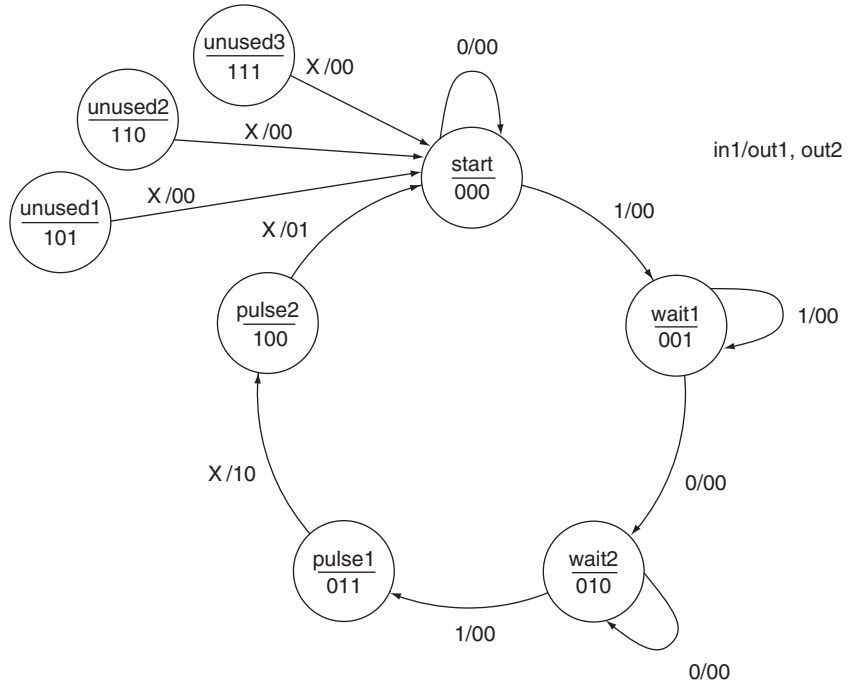 unused3
111
X /00
0/00
unused2
110
X /00
start
000
in1/out1, out2
unused1
101
X /00
1/00
X /01
pulse2
100
wait1
001
1/00
X /10
0/00
pulse1
011
wait2
010
1/00
0/00